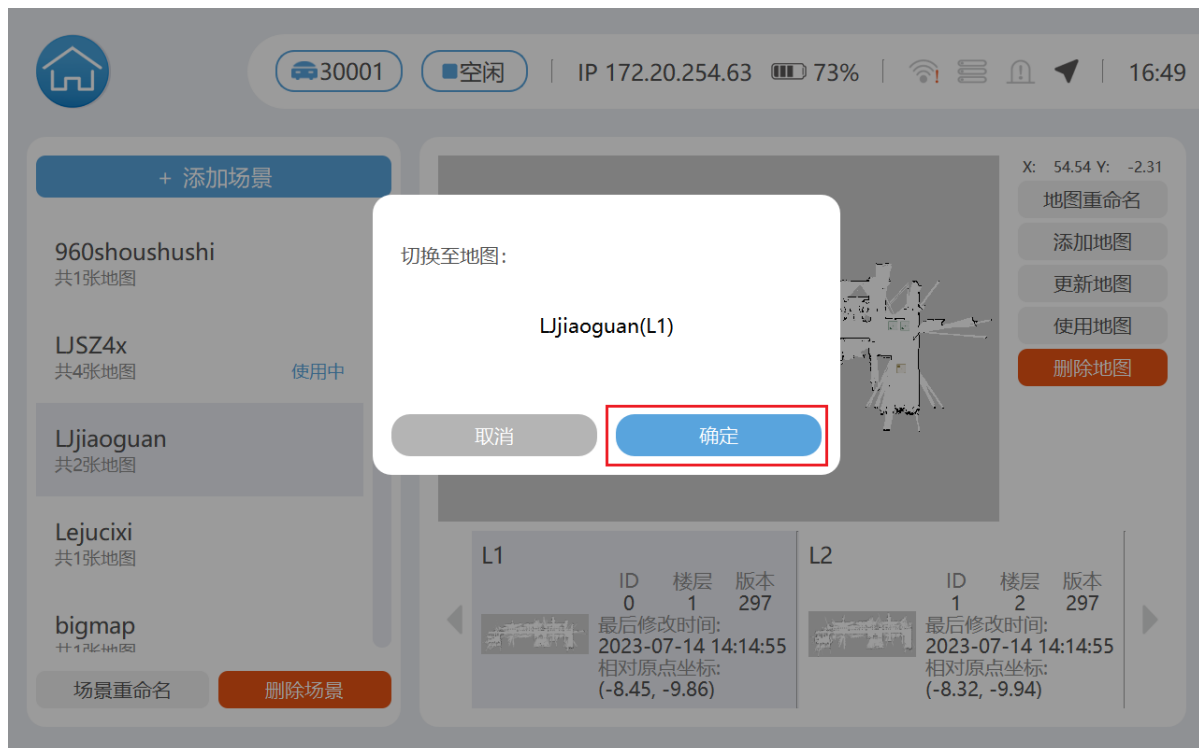 30001
空闲
IP 172.20.254.63
73%
16:49
+ 添加场景
960shoushushi
共1张地图
LJSZ4x
共4张地图
使用中
LJjiaoguan
共2张地图
Lejucixi
共1张地图
bigmap
共1张地图
场景重命名
删除场景
切换至地图:
LJjiaoguan(L1)
取消
确定
X: 54.54 Y: -2.31
地图重命名
添加地图
更新地图
使用地图
删除地图
L1
ID 楼层 版本
0 1 297
最后修改时间:
2023-07-14 14:14:55
相对原点坐标:
(-8.45, -9.86)
L2
ID 楼层 版本
1 2 297
最后修改时间:
2023-07-14 14:14:55
相对原点坐标:
(-8.32, -9.94)